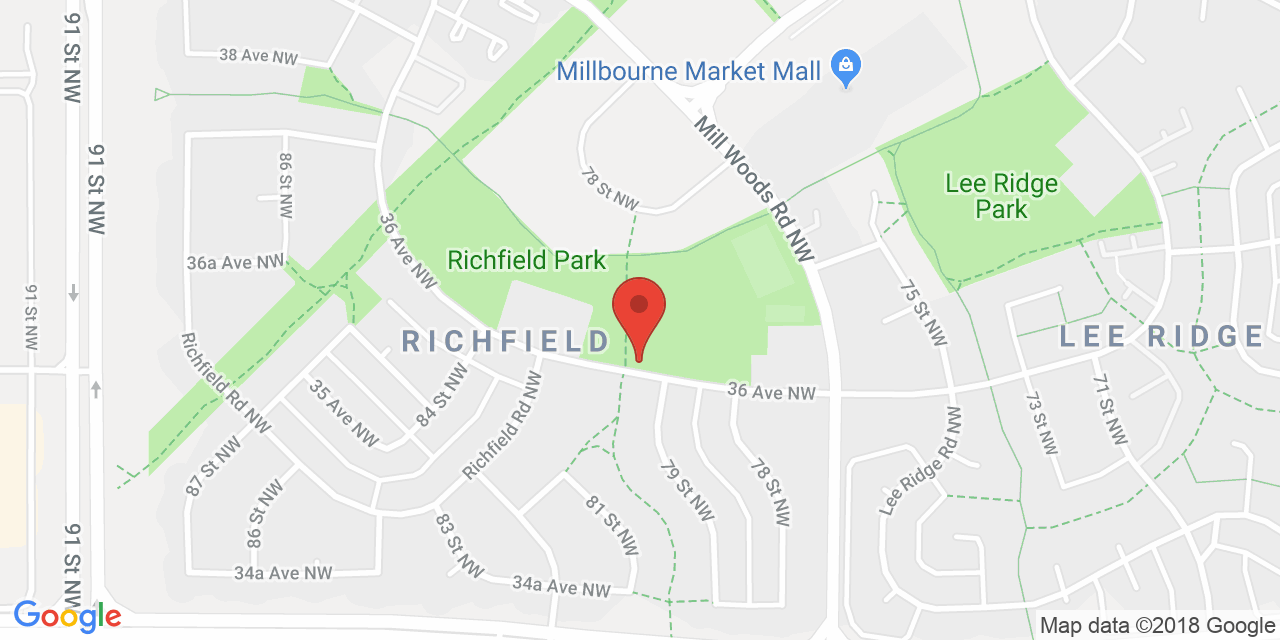 91 St NW
38 Ave NW
Millbourne Market Mall
Mill Woods Rd NW
91 St NW
86 St NW
78 St NW
Lee Ridge
Park
36 Ave NW
36a Ave NW
Richfield Park
91 St NW
75 St NW
RICHFIELD
LEE RIDGE
Richfield Rd NW
35 Ave NW
84 St NW
36 Ave NW
71 St NW
73 St NW
Richfield Rd NW
87 St NW
79 St NW
78 St NW
Lee Ridge Rd NW
86 St NW
81 St NW
83 St NW
91 St NW
34a Ave NW
34a Ave NW
Google
Map data ©2018 Google